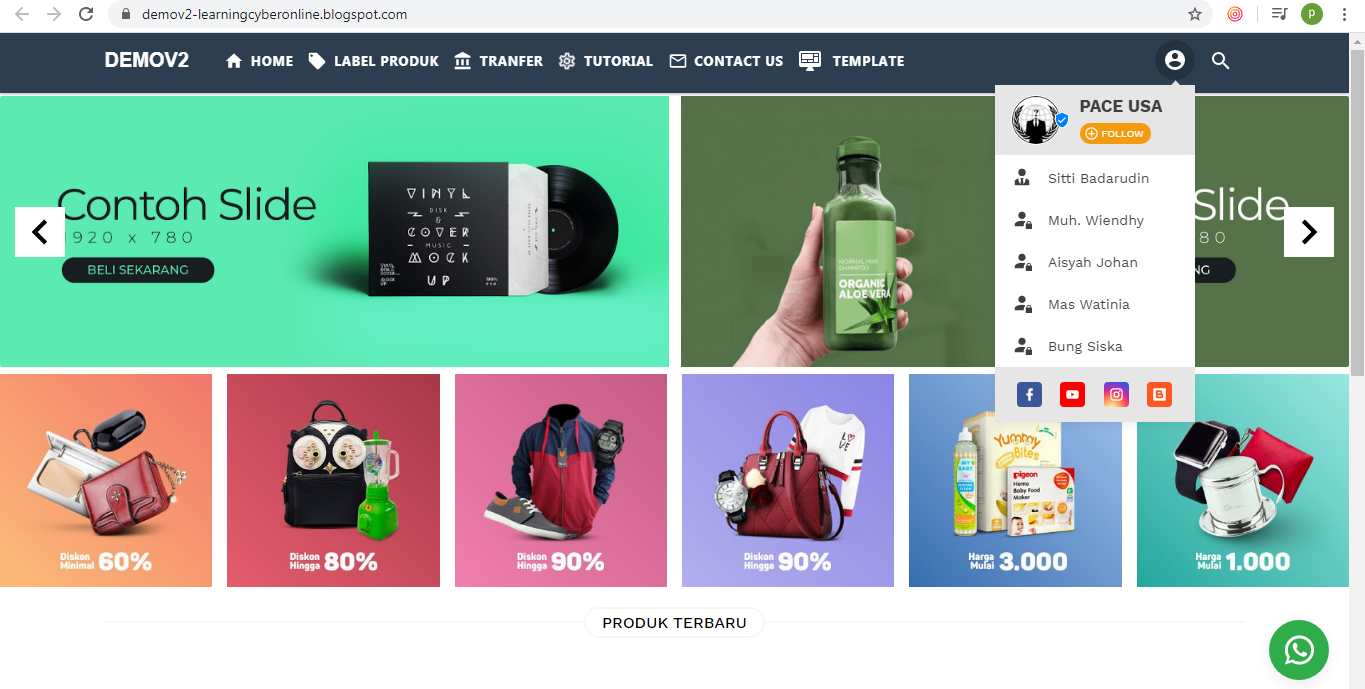 demov2-learningcyberonline.blogspot.com
P
DEMOV2
HOME
LABEL PRODUK
TRANFER
TUTORIAL
CONTACT US
TEMPLATE
PACE USA
FOLLOW
Sitti Badarudin
Muh. Wiendhy
Aisyah Johan
Mas Watinia
Bung Siska
Contoh Slide
1920 x 780
BELI SEKARANG
VINYL
DISK
&
COVER
MUSIC
MOCK
UP
NORMAL HAIR
SHAMPOO
ORGANIC
ALOE VERA
Slide
80
NG
Diskon
Minimal 60%
Diskon
Hingga 80%
Diskon
Hingga 90%
LOVE
Diskon
Hingga 90%
Yummy
Bites
pigeon
Home
Baby Food
Maker
Harga
Mulai 3.000
Harga
Mulai 1.000
PRODUK TERBARU